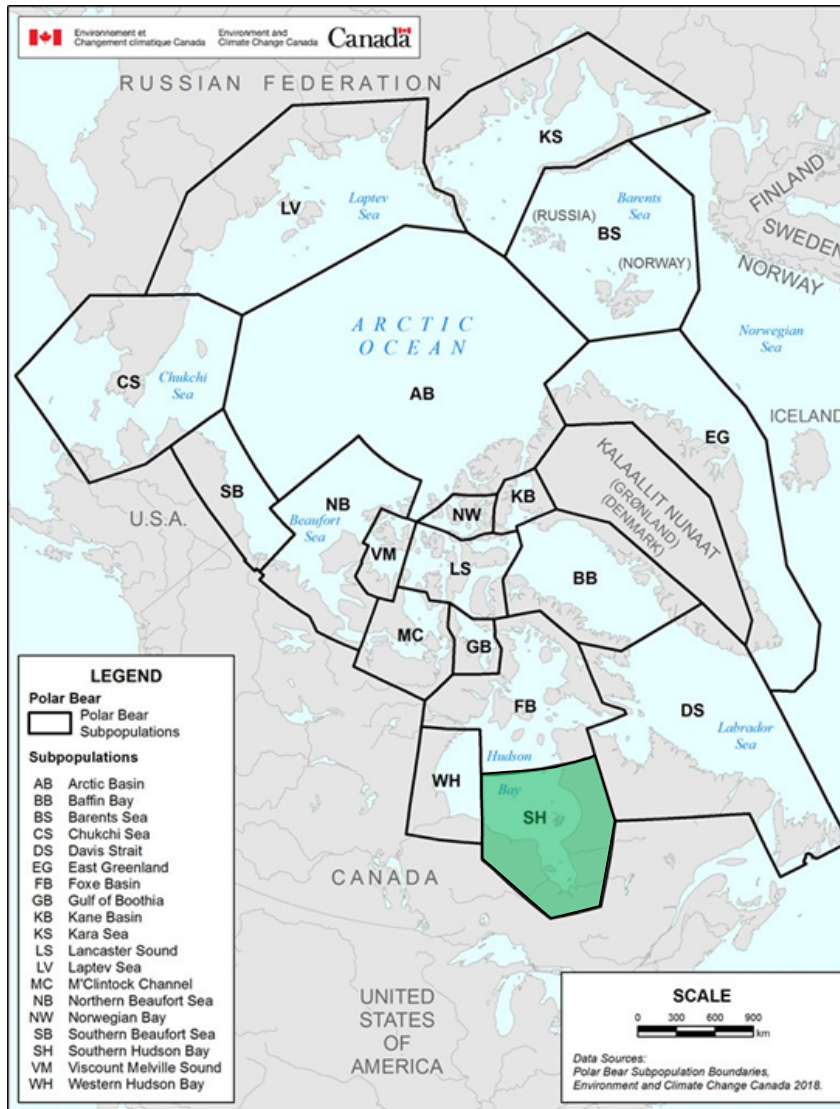 Environnement et
Changement climatique Canada
Environment and
Climate Change Canada
Canada
RUSSIAN FEDERATION
KS
FINLAND
SWEDEN
NORWAY
Laptev
Sea
LV
Barents
Sea
(RUSSIA)
BS
(NORWAY)
ARCTIC
OCEAN
Norwegian
Sea
CS
Chukchi
Sea
AB
ICELAND
EG
KALAALLIT NUNAAT
(GRØNLAND)
(DENMARK)
SB
U.S.A.
NB
Beaufort
Sea
NW
KB
VM
LS
BB
MC
GB
FB
DS
Labrador
Sea
Hudson
Bay
WH
SH
CANADA
UNITED
STATES
OF
AMERICA
LEGEND
Polar Bear
Polar Bear
Subpopulations
Subpopulations
AB Arctic Basin
BB Baffin Bay
BS Barents Sea
CS Chukchi Sea
DS Davis Strait
EG East Greenland
FB Foxe Basin
GB Gulf of Boothia
KB Kane Basin
KS Kara Sea
LS Lancaster Sound
LV Laptev Sea
MC M'Clintock Channel
NB Northern Beaufort Sea
NW Norwegian Bay
SB Southern Beaufort Sea
SH Southern Hudson Bay
VM Viscount Melville Sound
WH Western Hudson Bay
SCALE
0 300 600 900
km
Data Sources:
Polar Bear Subpopulation Boundaries,
Environment and Climate Change Canada 2018.